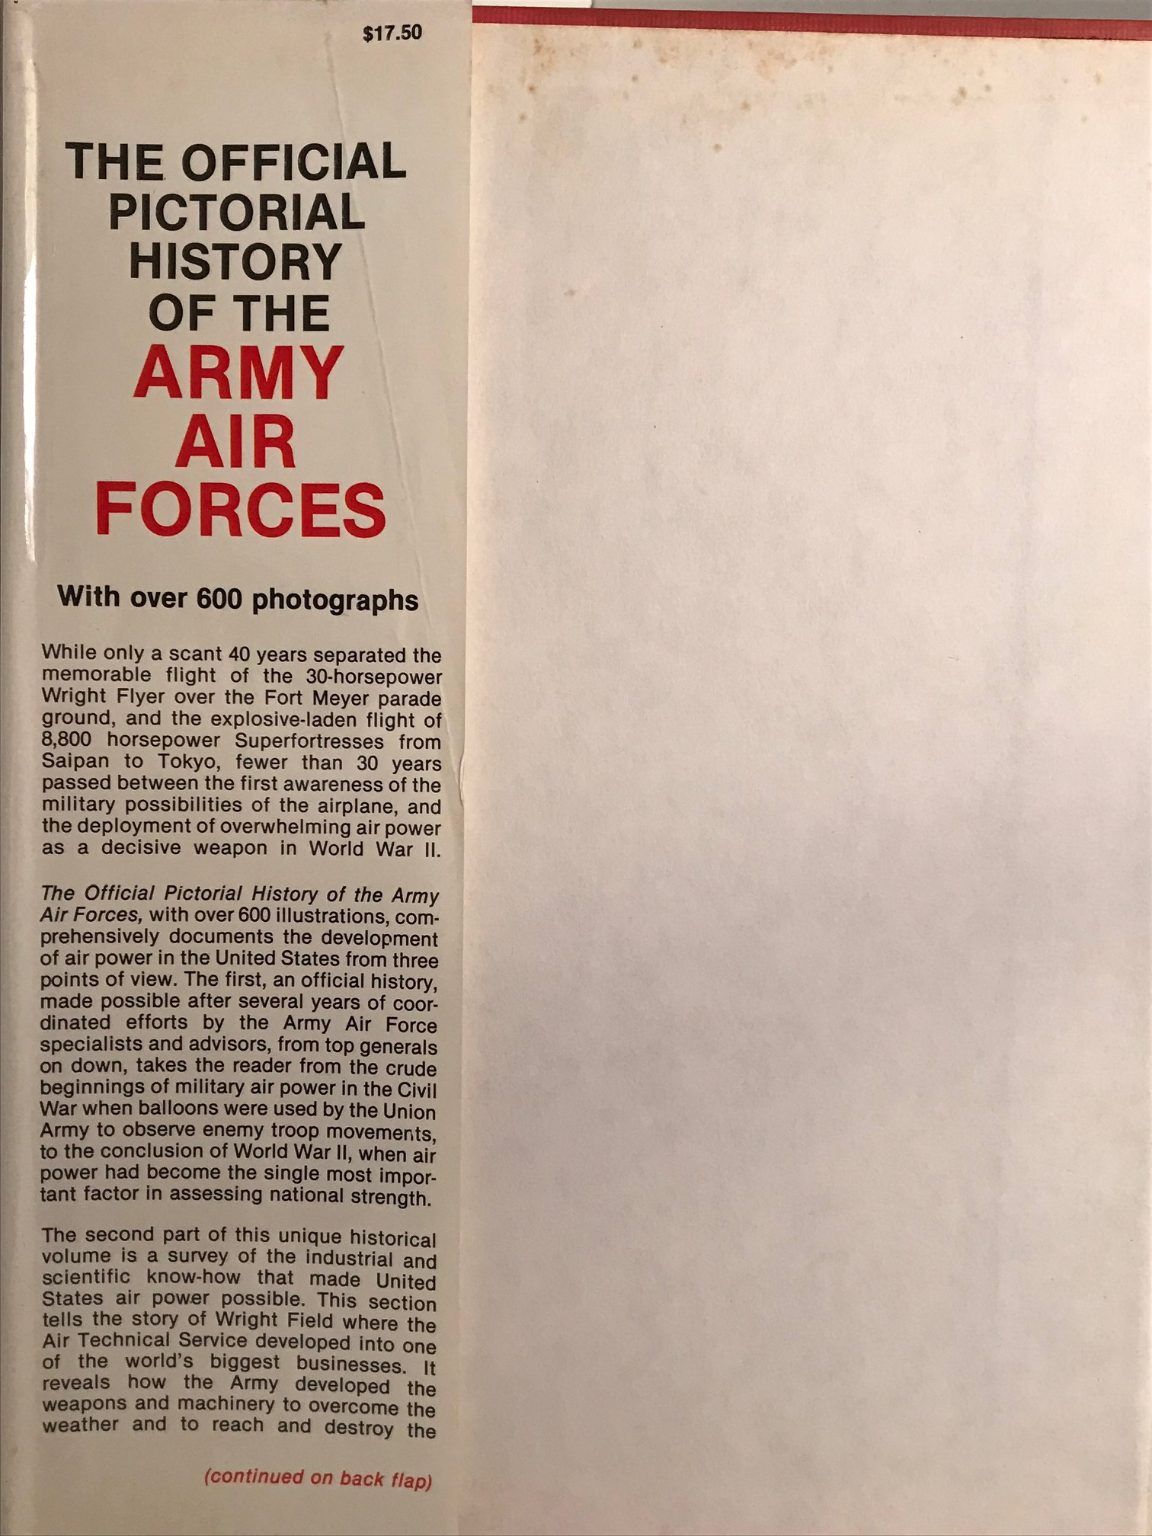 $17.50
THE OFFICIAL
PICTORIAL
HISTORY
OF THE
ARMY
AIR
FORCES
With over 600 photographs
While only a scant 40 years separated the
memorable flight of the 30-horsepower
Wright Flyer over the Fort Meyer parade
ground, and the explosive-laden flight of
8,800 horsepower Superfortresses from
Saipan to Tokyo, fewer than 30 years
passed between the first awareness of the
military possibilities of the airplane, and
the deployment of overwhelming air power
as a decisive weapon in World War II.
The Official Pictorial History of the Army
Air Forces, with over 600 illustrations, com-
prehensively documents the development
of air power in the United States from three
points of view. The first, an official history,
made possible after several years of coor-
dinated efforts by the Army Air Force
specialists and advisors, from top generals
on down, takes the reader from the crude
beginnings of military air power in the Civil
War when balloons were used by the Union
Army to observe enemy troop movements,
to the conclusion of World War II, when air
power had become the single most impor-
tant factor in assessing national strength.
The second part of this unique historical
volume is a survey of the industrial and
scientific know-how that made United
States air power possible. This section
tells the story of Wright Field where the
Air Technical Service developed into one
of the world's biggest businesses. It
reveals how the Army developed the
weapons and machinery to overcome the
weather and to reach and destroy the
(continued on back flap)